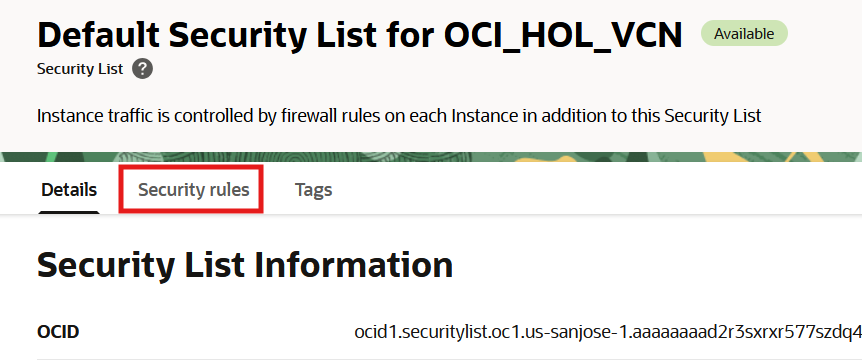 Default Security List for OCI_HOL_VCN Available
Security List ?
Instance traffic is controlled by firewall rules on each Instance in addition to this Security List
Details Security rules Tags
Security List Information
OCID ocid1.securitylist.oc1.us-sanjose-1.aaaaaaaad2r3sxrxr577szdq4